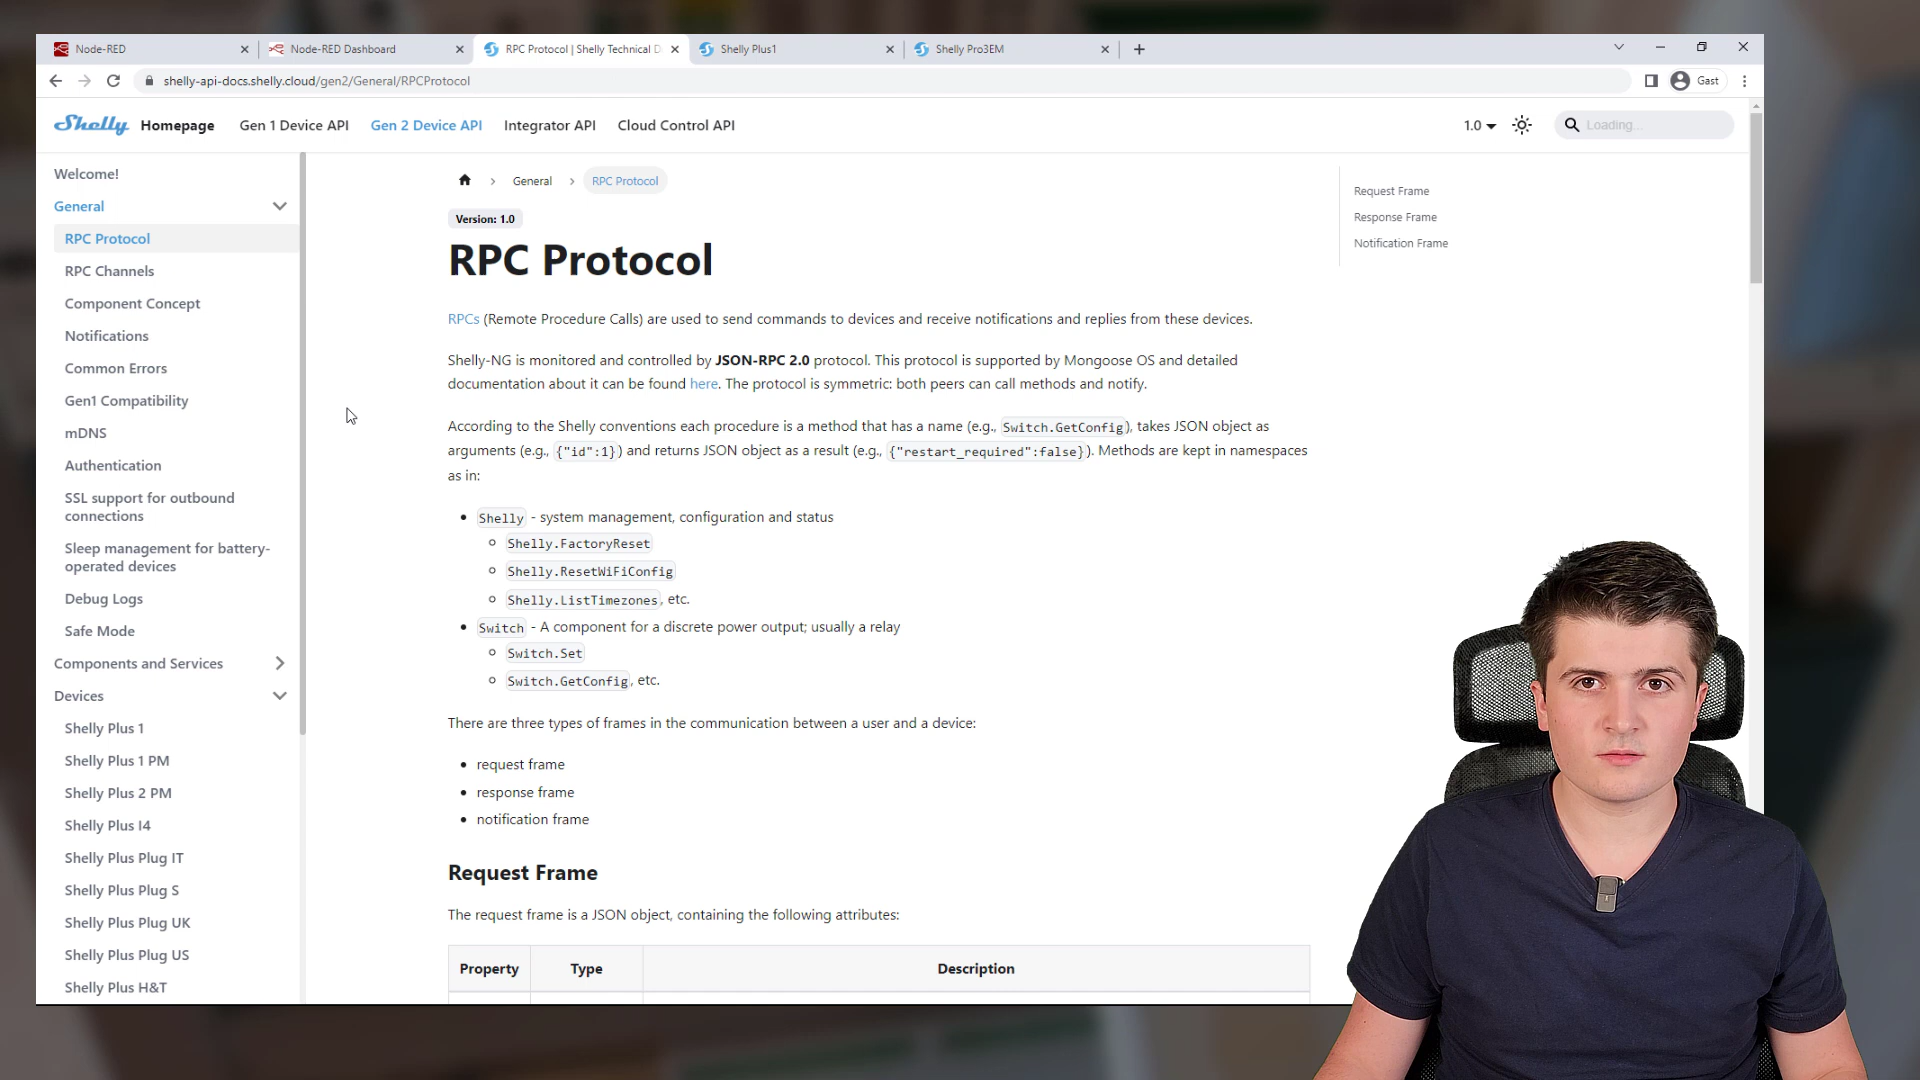 Node-RED
Node-RED Dashboard
RPC Protocol | Shelly Technical D
Shelly Plus1
Shelly Pro3EM
shelly-api-docs.shelly.cloud/gen2/General/RPCProtocol
Gast
Shelly Homepage Gen 1 Device API Gen 2 Device API Integrator API Cloud Control API 1.0 Loading...
Welcome!
General
RPC Protocol
RPC Channels
Component Concept
Notifications
Common Errors
Gen1 Compatibility
mDNS
Authentication
SSL support for outbound
connections
Sleep management for battery-
operated devices
Debug Logs
Safe Mode
Components and Services
Devices
Shelly Plus 1
Shelly Plus 1 PM
Shelly Plus 2 PM
Shelly Plus I4
Shelly Plus Plug IT
Shelly Plus Plug S
Shelly Plus Plug UK
Shelly Plus Plug US
Shelly Plus H&T
General RPC Protocol
Version: 1.0
RPC Protocol
RPCs (Remote Procedure Calls) are used to send commands to devices and receive notifications and replies from these devices.
Shelly-NG is monitored and controlled by JSON-RPC 2.0 protocol. This protocol is supported by Mongoose OS and detailed
documentation about it can be found here. The protocol is symmetric: both peers can call methods and notify.
According to the Shelly conventions each procedure is a method that has a name (e.g., Switch.GetConfig), takes JSON object as
arguments (e.g., {"id":1}) and returns JSON object as a result (e.g., {"restart_required":false}). Methods are kept in namespaces
as in:
Shelly - system management, configuration and status
Shelly.FactoryReset
Shelly.ResetWiFiConfig
Shelly.ListTimezones, etc.
Switch - A component for a discrete power output; usually a relay
Switch.Set
Switch.GetConfig, etc.
There are three types of frames in the communication between a user and a device:
request frame
response frame
notification frame
Request Frame
The request frame is a JSON object, containing the following attributes:
Property Type Description
Request Frame
Response Frame
Notification Frame